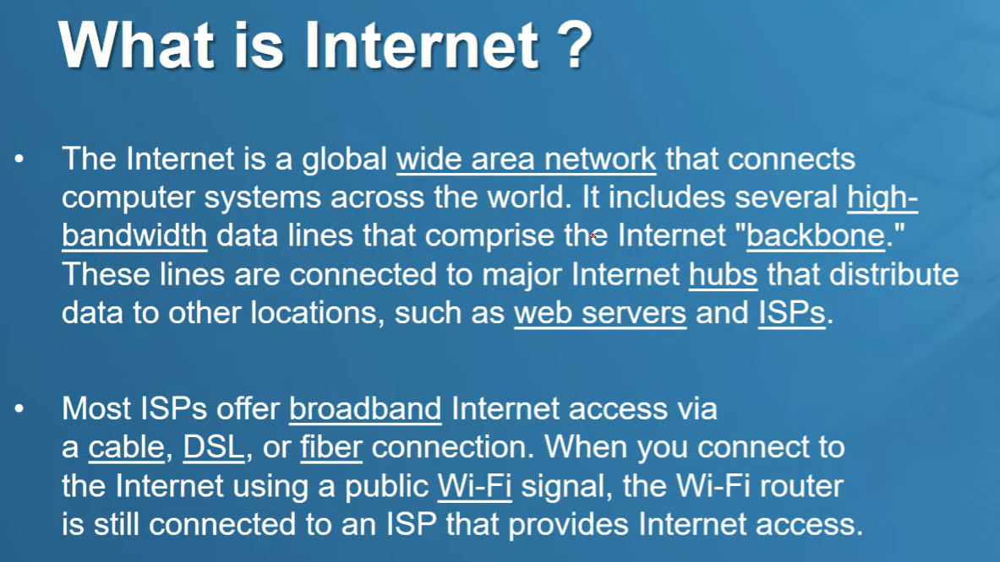 What is Internet ?
• The Internet is a global wide area network that connects
computer systems across the world. It includes several high-
bandwidth data lines that comprise the Internet "backbone."
These lines are connected to major Internet hubs that distribute
data to other locations, such as web servers and ISPs.
• Most ISPs offer broadband Internet access via
a cable, DSL, or fiber connection. When you connect to
the Internet using a public Wi-Fi signal, the Wi-Fi router
is still connected to an ISP that provides Internet access.